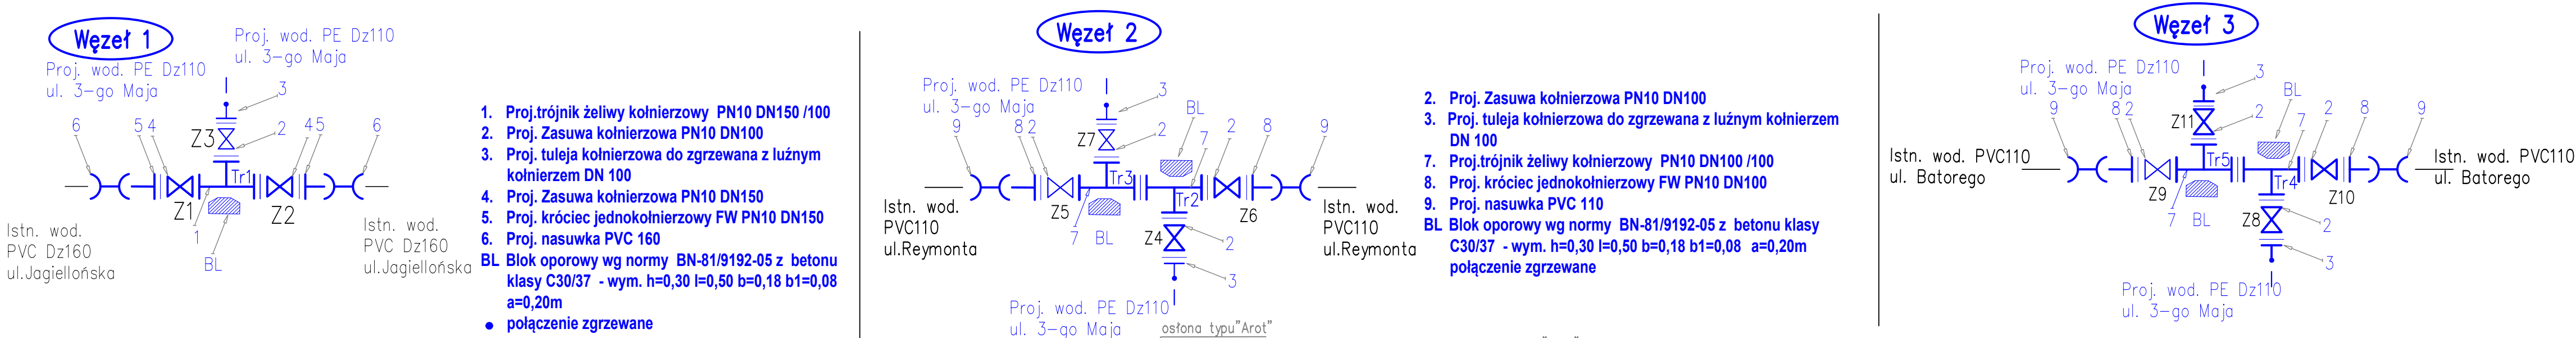 Węzeł 1
Proj. wod. PE Dz110
ul. 3-go Maja
Proj. wod. PE Dz110
ul. 3-go Maja
3
6
5 4
Z3
2
4 5
6
Tr1
Z1
Z2
1
BL
Istn. wod.
PVC Dz160
ul.Jagiellońska
Istn. wod.
PVC Dz160
ul.Jagiellońska
1. Proj.trójnik żeliwy kołnierzowy PN10 DN150 /100
2. Proj. Zasuwa kołnierzowa PN10 DN100
3. Proj. tuleja kołnierzowa do zgrzewana z luźnym
kołnierzem DN 100
4. Proj. Zasuwa kołnierzowa PN10 DN150
5. Proj. króciec jednokołnierzowy FW PN10 DN150
6. Proj. nasuwka PVC 160
BL Blok oporowy wg normy BN-81/9192-05 z betonu
klasy C30/37 - wym. h=0,30 l=0,50 b=0,18 b1=0,08
a=0,20m
• połączenie zgrzewane
Węzeł 2
Proj. wod. PE Dz110
ul. 3-go Maja
3
BL
9
8 2
Z7
2
7
2
8
9
Tr3
Tr2
Z5
Z6
7
BL
Z4
2
3
Istn. wod.
PVC110
ul.Reymonta
Istn. wod.
PVC110
ul.Reymonta
Proj. wod. PE Dz110
ul. 3-go Maja
osłona typu"Arot"
2. Proj. Zasuwa kołnierzowa PN10 DN100
3. Proj. tuleja kołnierzowa do zgrzewana z luźnym kołnierzem
DN 100
7. Proj.trójnik żeliwy kołnierzowy PN10 DN100 /100
8. Proj. króciec jednokołnierzowy FW PN10 DN100
9. Proj. nasuwka PVC 110
BL Blok oporowy wg normy BN-81/9192-05 z betonu klasy
C30/37 - wym. h=0,30 l=0,50 b=0,18 b1=0,08 a=0,20m
połączenie zgrzewane
Węzeł 3
Proj. wod. PE Dz110
ul. 3-go Maja
3
BL
9
8 2
Z11
2
7
2
8
9
Istn. wod. PVC110
ul. Batorego
Istn. wod. PVC110
ul. Batorego
Tr5
Tr4
Z9
Z10
7
BL
Z8
2
3
Proj. wod. PE Dz110
ul. 3-go Maja